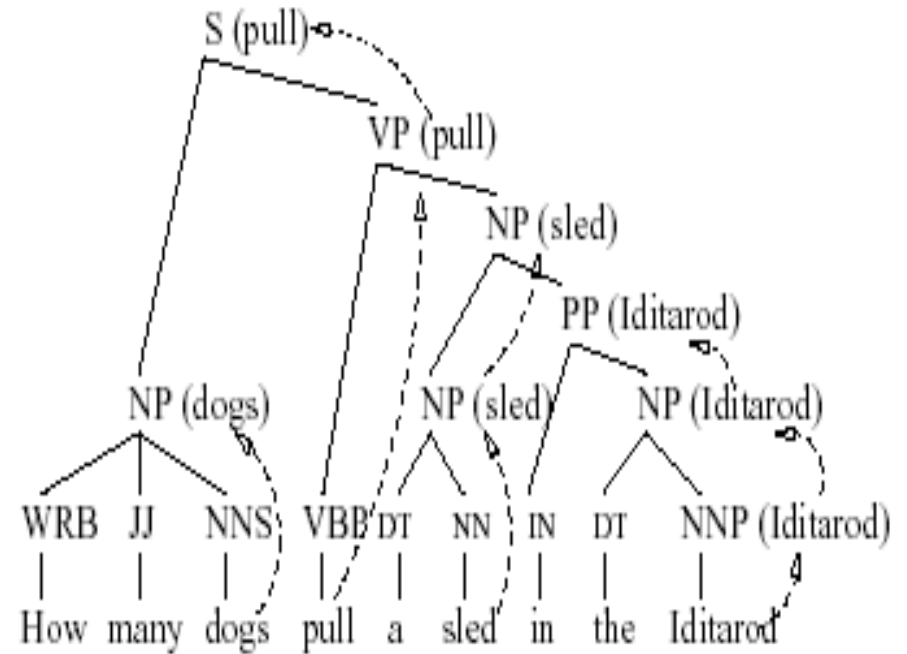 S (pull)
VP (pull)
NP (sled)
PP (Iditarod)
NP (dogs) NP (sled) NP (Iditarod)
WRB JJ NNS VBP DT NN IN DT NNP (Iditarod)
How many dogs pull a sled in the Iditarod